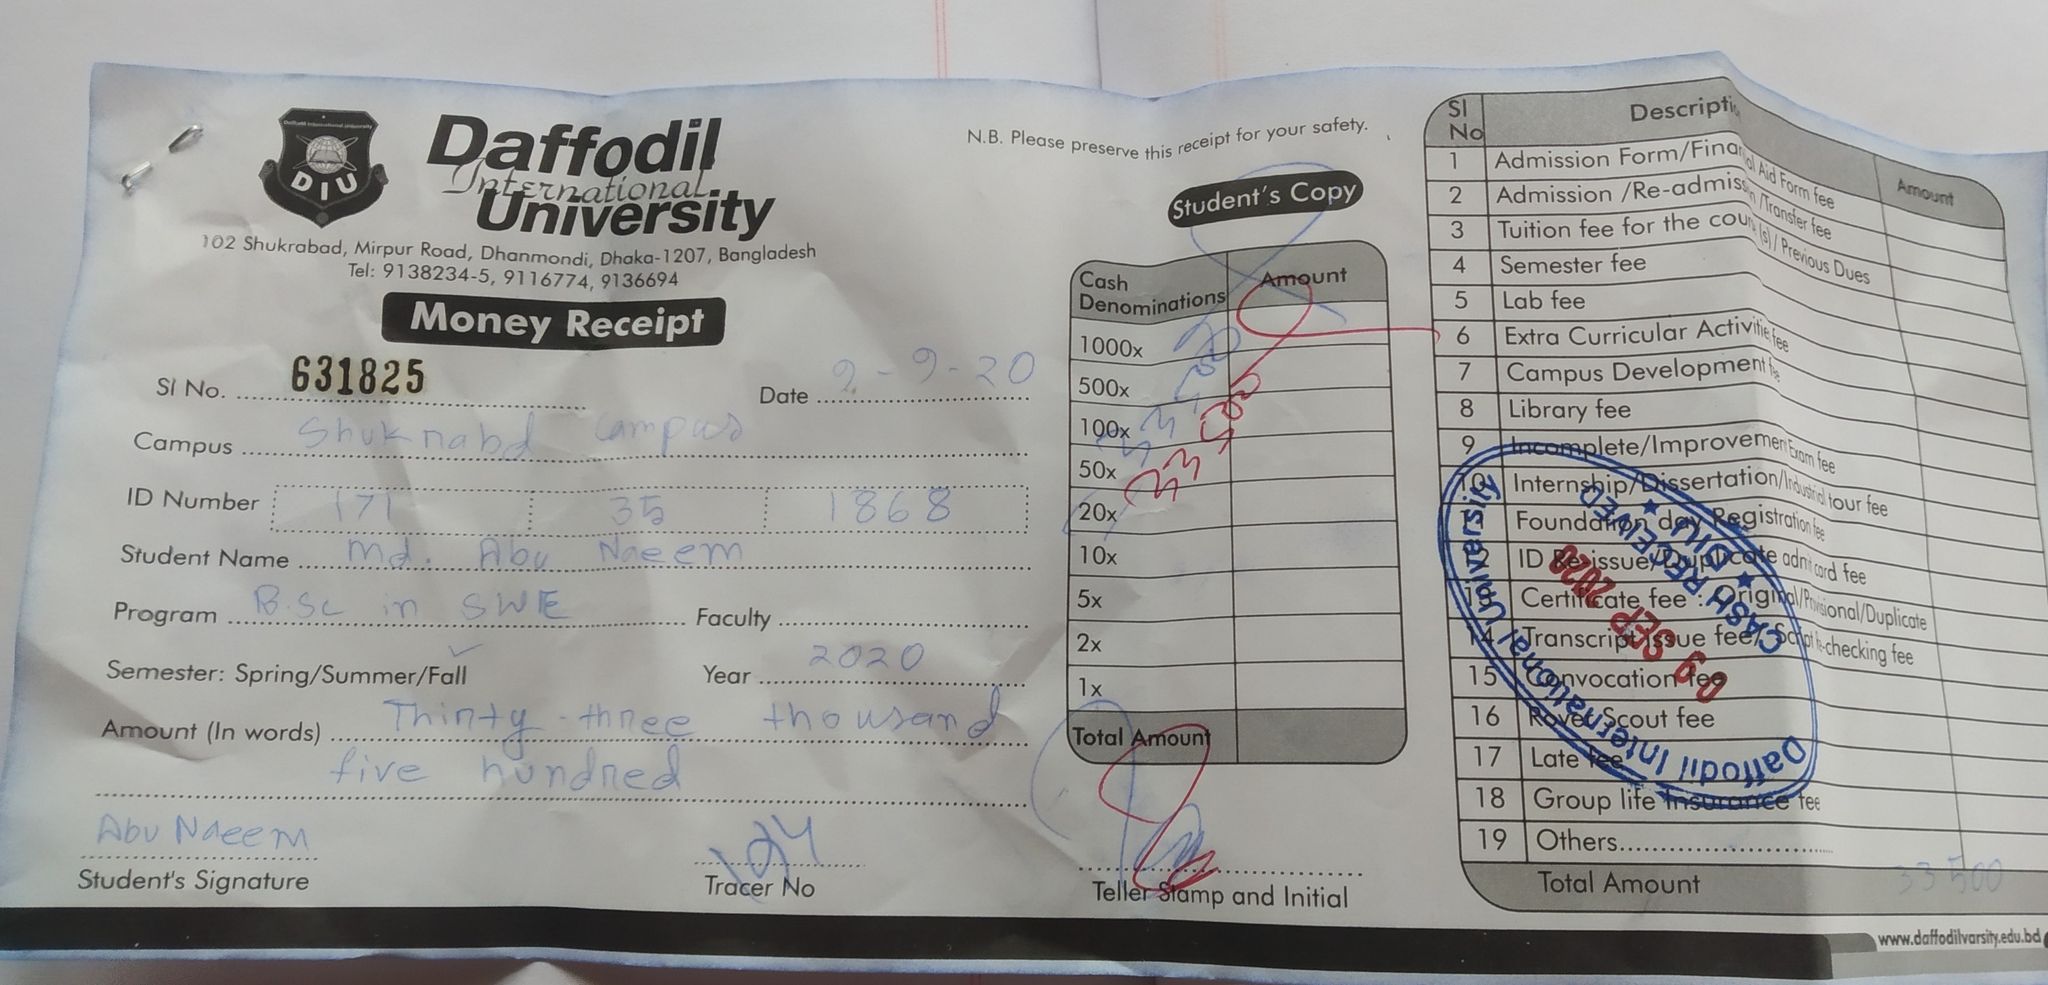 Daffodil International University
DIU
Daffodil
International
University
102 Shukrabad, Mirpur Road, Dhanmondi, Dhaka-1207, Bangladesh
Tel: 9138234-5, 9116774, 9136694
Money Receipt
Sl No. 631825
Date 9-9-20
Campus Shuknabd Campus
ID Number 171 35 1868
Student Name Md. Abu Naeem
Program B.Sc in SWE Faculty
Semester: Spring/Summer/Fall Year 2020
Amount (In words) Thirty-three thousand
five hundred
Abu Naeem
Student's Signature
Tracer No
N.B. Please preserve this receipt for your safety.
Student's Copy
Cash Denominations Amount
1000x
500x
100x
50x
20x
10x
5x
2x
1x
33,500
Total Amount
Teller Stamp and Initial
Sl No Descripti Amount
1 Admission Form/Financial Aid Form fee
2 Admission /Re-admission /Transfer fee
3 Tuition fee for the cour (s) / Previous Dues
4 Semester fee
5 Lab fee
6 Extra Curricular Activities fee
7 Campus Development fee
8 Library fee
9 Incomplete/Improvement Exam fee
10 Internship/Dissertation/Industrial tour fee
11 Foundation day Registration fee
12 ID Re-issue/Duplicate admit card fee
13 Certificate fee : Original/Provisional/Duplicate
14 Transcript issue fee/ Script Re-checking fee
15 Convocation fee
16 Rover Scout fee
17 Late fee
18 Group life Insurance fee
19 Others
Total Amount 33500
Daffodil International University
CASH RECEIVED
DIU
09 SEP 2020
www.daffodilvarsity.edu.bd